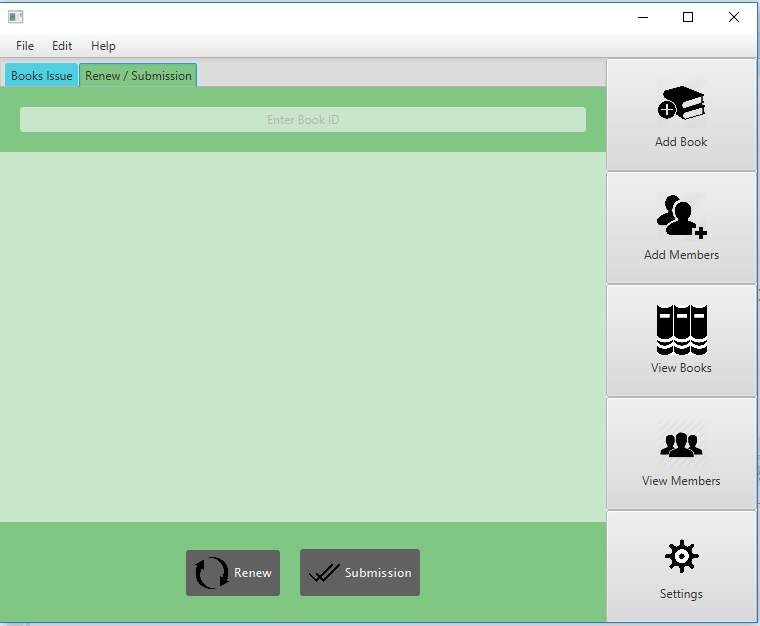 File Edit Help
Books Issue Renew / Submission
Enter Book ID
Add Book
Add Members
View Books
View Members
Settings
Renew Submission